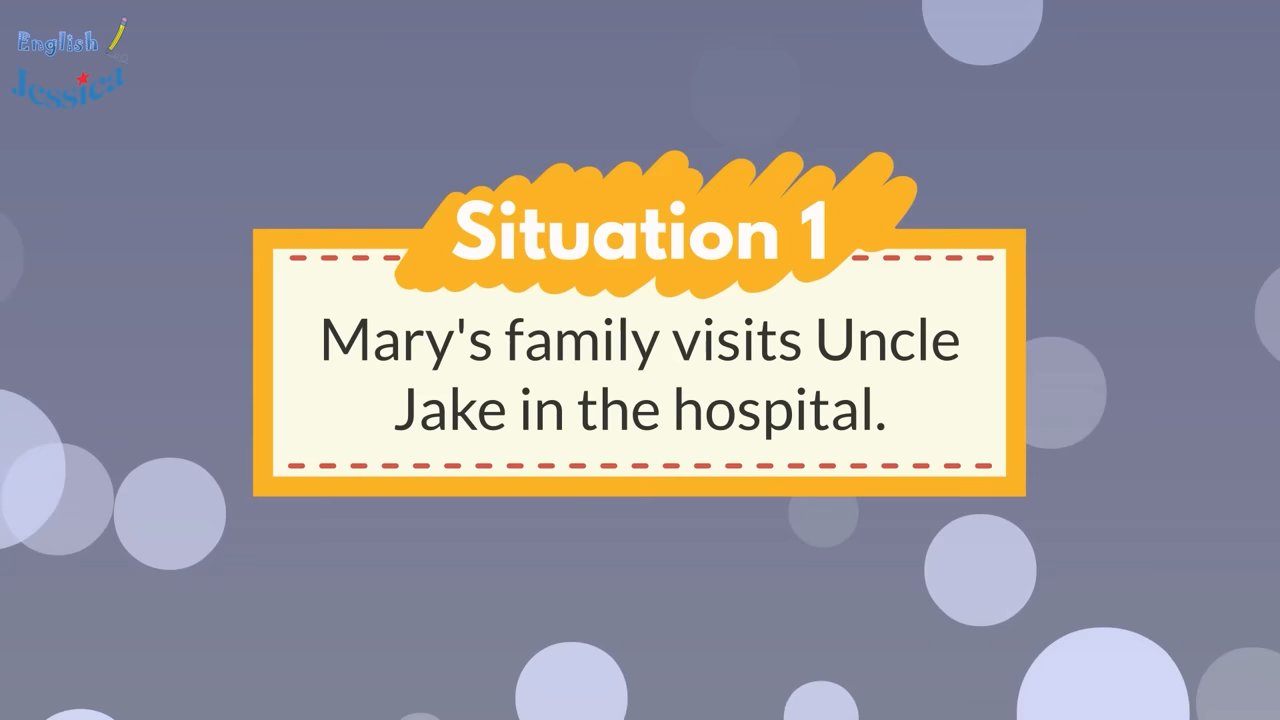 English
Jessica
Situation 1
Mary's family visits Uncle
Jake in the hospital.